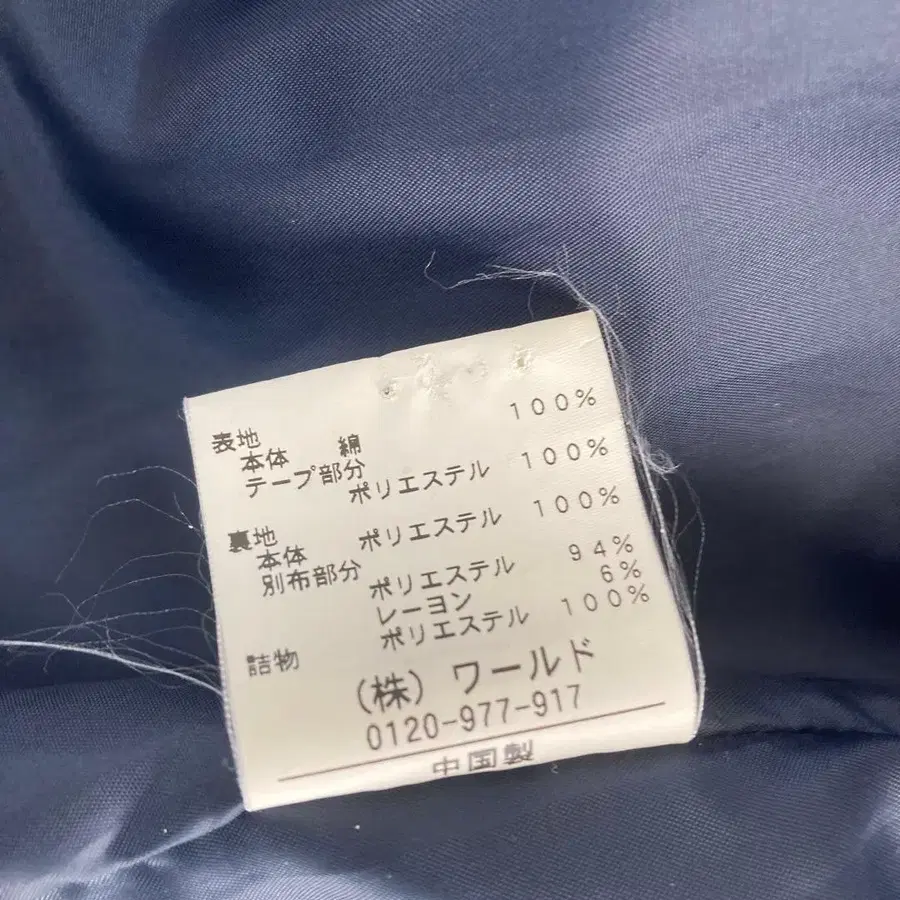 表地
本体 綿 100%
テープ部分
ポリエステル 100%
裏地
本体 ポリエステル 100%
別布部分
ポリエステル 94%
レーヨン 6%
詰物 ポリエステル 100%
(株) ワールド
0120-977-917
中国製